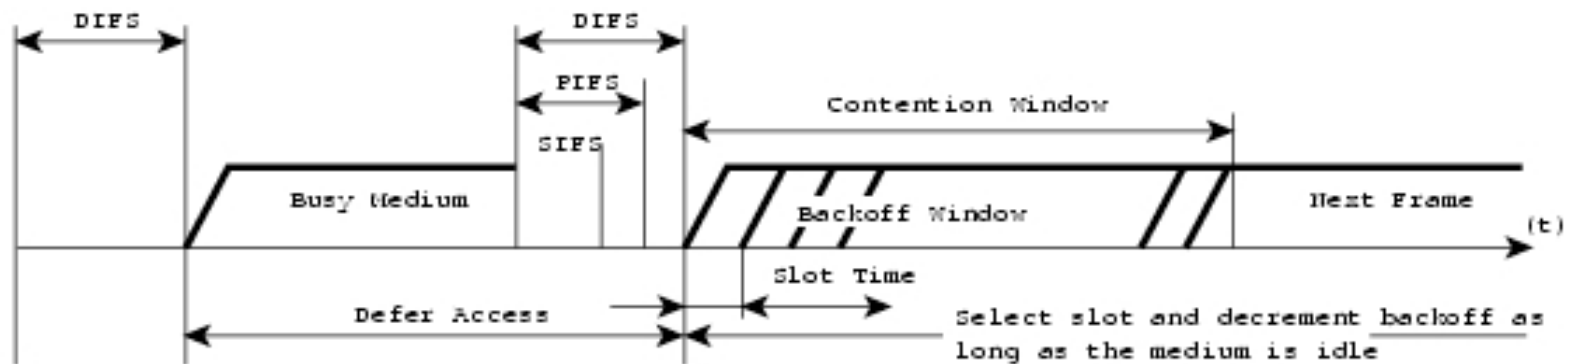 DIFS
DIFS
PIFS
Contention Window
SIFS
Busy Medium
Backoff Window
Next Frame
(t)
Slot Time
Defer Access
Select slot and decrement backoff as
long as the medium is idle